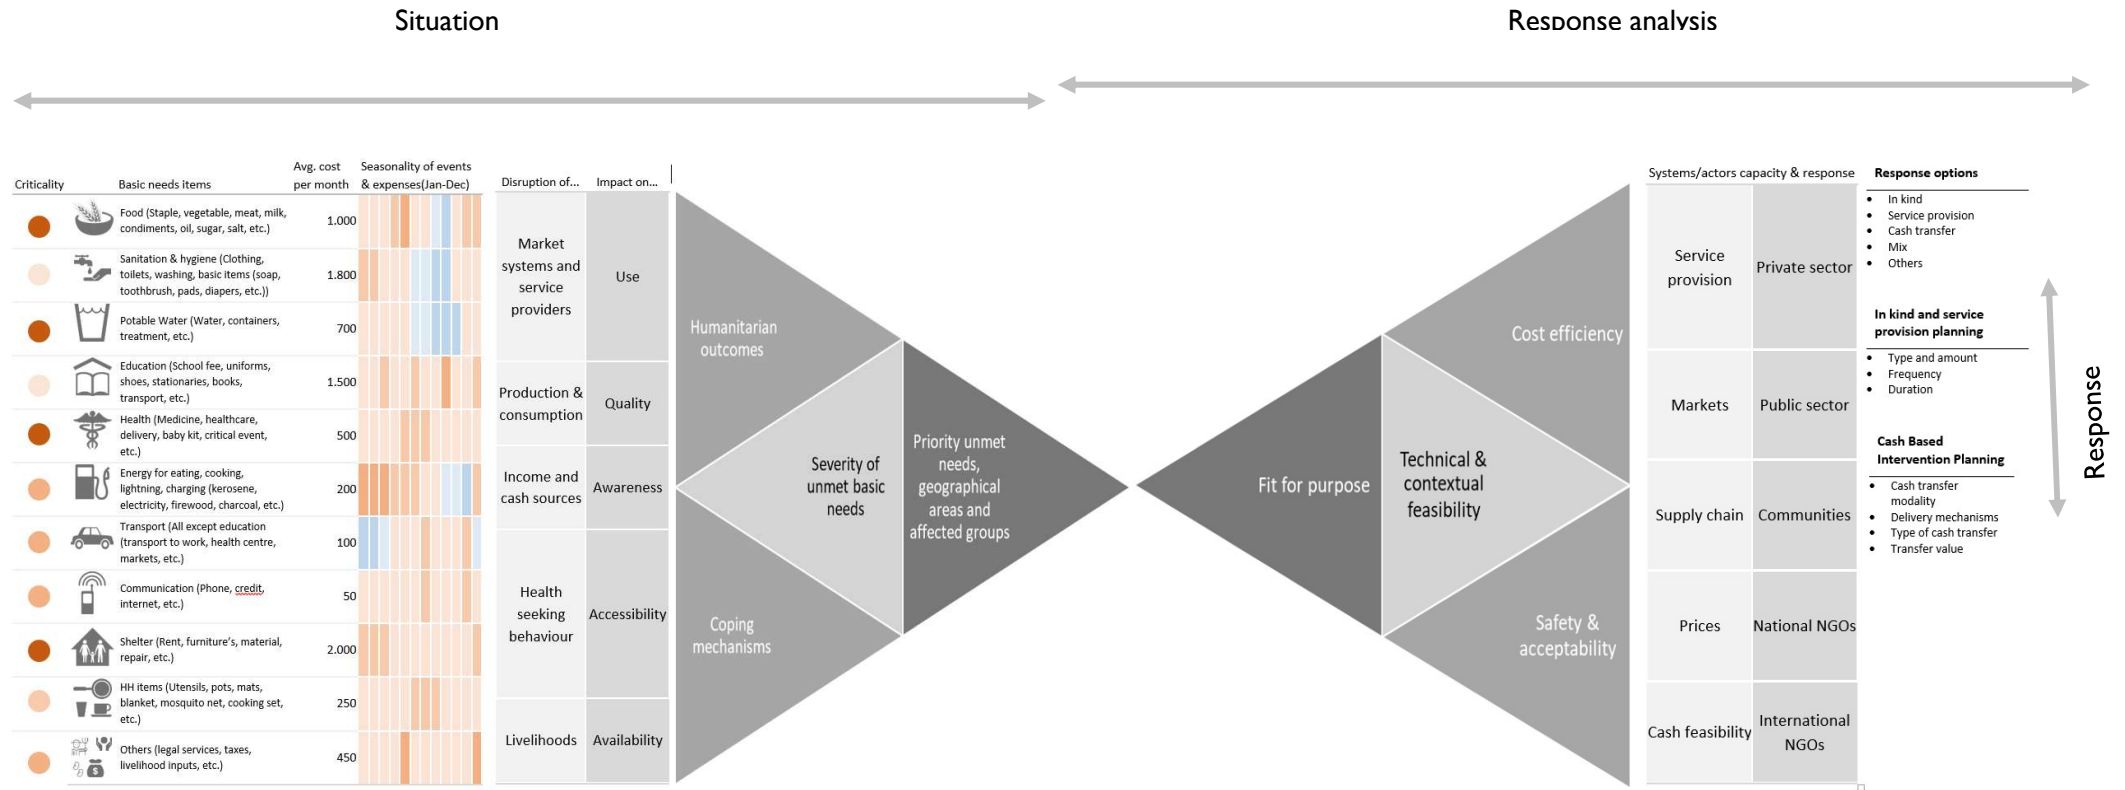 Situation
Response analysis
Criticality
Basic needs items
Avg. cost
per month
Seasonality of events
& expenses(Jan-Dec)
Food (Staple, vegetable, meat, milk,
condiments, oil, sugar, salt, etc.)
1.000
Sanitation & hygiene (Clothing,
toilets, washing, basic items (soap,
toothbrush, pads, diapers, etc.))
1.800
Potable Water (Water, containers,
treatment, etc.)
700
Education (School fee, uniforms,
shoes, stationaries, books,
transport, etc.)
1.500
Health (Medicine, healthcare,
delivery, baby kit, critical event,
etc.)
500
Energy for eating, cooking,
lightning, charging (kerosene,
electricity, firewood, charcoal, etc.)
200
Transport (All except education
(transport to work, health centre,
markets, etc.)
100
Communication (Phone, credit,
internet, etc.)
50
Shelter (Rent, furniture's, material,
repair, etc.)
2.000
HH items (Utensils, pots, mats,
blanket, mosquito net, cooking set,
etc.)
250
Others (legal services, taxes,
livelihood inputs, etc.)
450
Disruption of...
Market
systems and
service
providers
Production &
consumption
Income and
cash sources
Health
seeking
behaviour
Livelihoods
Impact on...
Use
Quality
Awareness
Accessibility
Availability
Humanitarian
outcomes
Coping
mechanisms
Severity of
unmet basic
needs
Priority unmet
needs,
geographical
areas and
affected groups
Fit for purpose
Technical &
contextual
feasibility
Cost efficiency
Safety &
acceptability
Systems/actors capacity & response
Service
provision
Private sector
Markets
Public sector
Supply chain
Communities
Prices
National NGOs
Cash feasibility
International
NGOs
Response options
• In kind
• Service provision
• Cash transfer
• Mix
• Others
In kind and service
provision planning
• Type and amount
• Frequency
• Duration
Cash Based
Intervention Planning
• Cash transfer
modality
• Delivery mechanisms
• Type of cash transfer
• Transfer value
Response